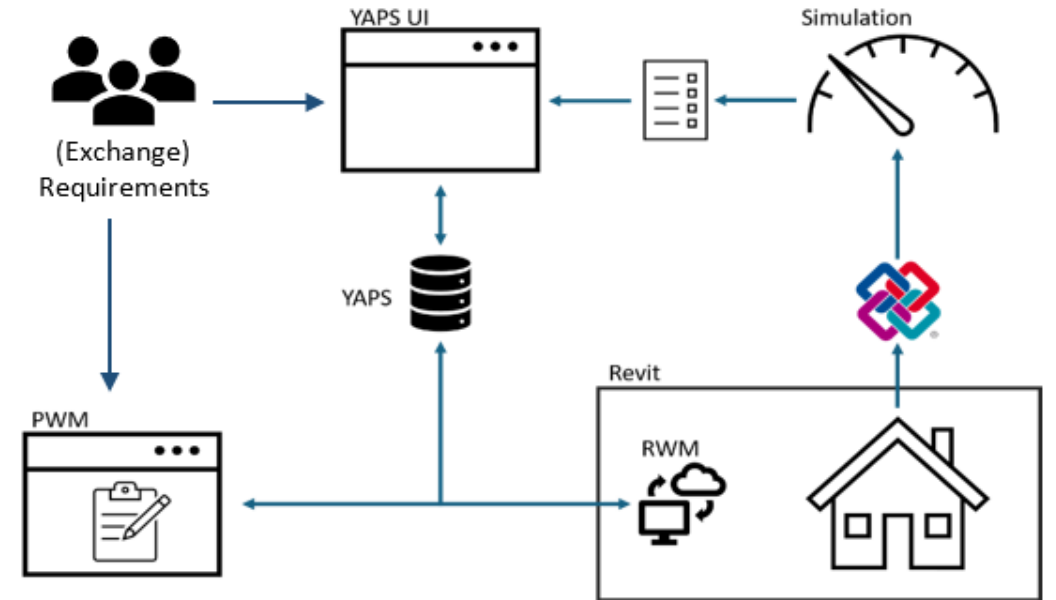 YAPS UI
Simulation
(Exchange)
Requirements
YAPS
Revit
PWM
RWM
®